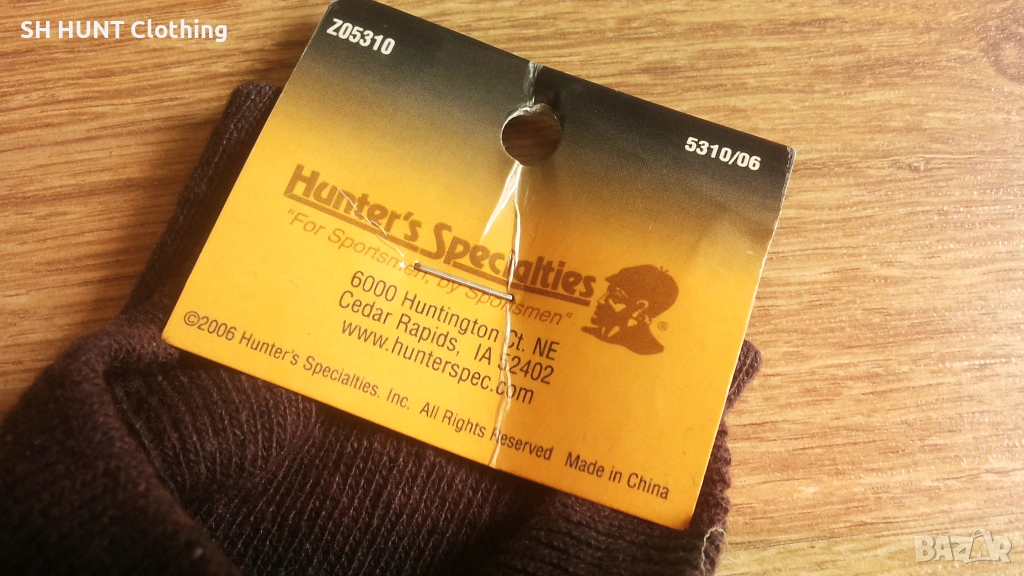 SH HUNT Clothing
Z05310
5310/06
Hunter's Specialties
"For Sportsmen, by Sportsmen"
®
6000 Huntington Ct. NE
Cedar Rapids, IA 52402
www.hunterspec.com
©2006 Hunter's Specialties. Inc. All Rights Reserved Made in China
BAZAR